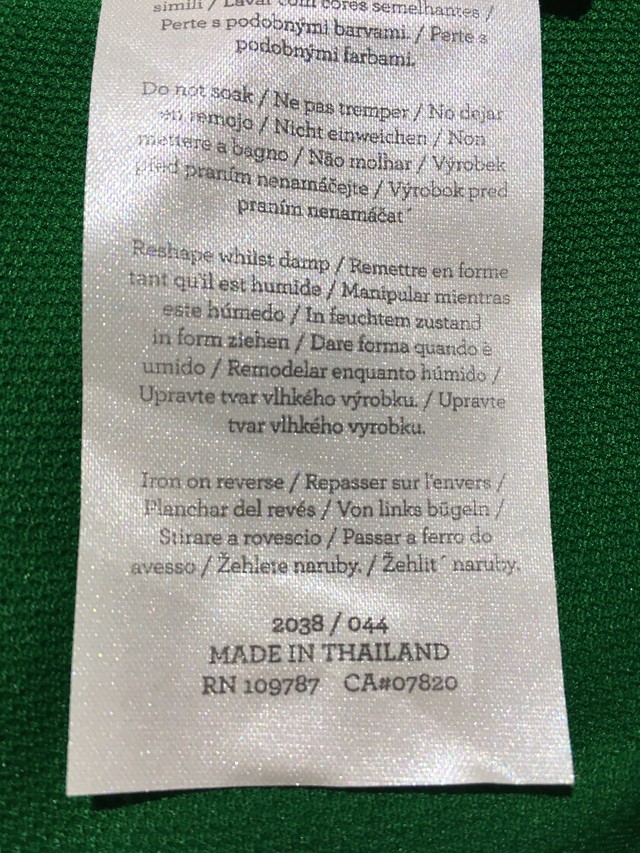 simili / Lavar com cores semelhantes /
Perte s podobnými barvami. / Perte s
podobnými farbami.
Do not soak / Ne pas tremper / No dejar
en remojo / Nicht einweichen / Non
mettere a bagno / Não molhar / Výrobek
před praním nenamáčejte / Výrobok pred
praním nenamáčat´
Reshape whilst damp / Remettre en forme
tant qu'il est humide / Manipular mientras
este húmedo / In feuchtem zustand
in form ziehen / Dare forma quando è
umido / Remodelar enquanto húmido /
Upravte tvar vlhkého výrobku. / Upravte
tvar vlhkého vyrobku.
Iron on reverse / Repasser sur l'envers /
Planchar del revés / Von links bügeln /
Stirare a rovescio / Passar a ferro do
avesso / Žehlete naruby. / Žehlit´ naruby.
2038 / 044
MADE IN THAILAND
RN 109787 CA#07820